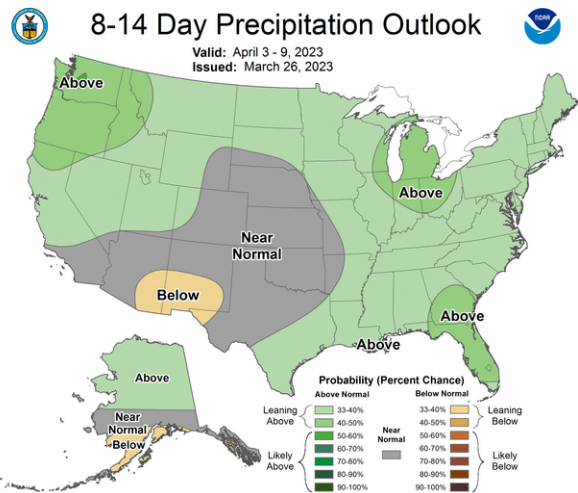 8-14 Day Precipitation Outlook
Valid: April 3 - 9, 2023
Issued: March 26, 2023
NOAA
Above
Above
Near
Normal
Below
Above
Above
Above
Near
Normal
Below
Probability (Percent Chance)
Above Normal
Below Normal
Leaning
Above
33-40%
40-50%
Likely
Above
50-60%
60-70%
70-80%
80-90%
90-100%
Near
Normal
33-40%
40-50%
Leaning
Below
50-60%
60-70%
70-80%
80-90%
90-100%
Likely
Below